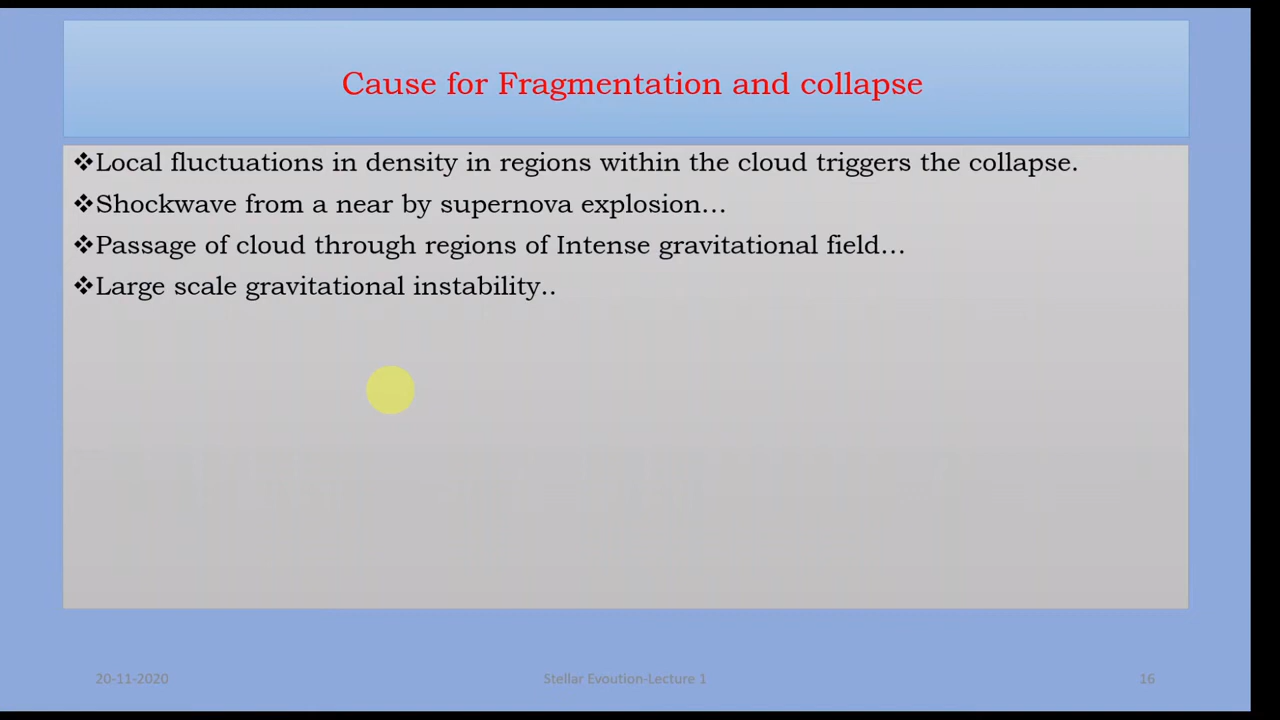 Cause for Fragmentation and collapse
❖Local fluctuations in density in regions within the cloud triggers the collapse.
❖Shockwave from a near by supernova explosion…
❖Passage of cloud through regions of Intense gravitational field…
❖Large scale gravitational instability..
20-11-2020 Stellar Evoution-Lecture 1 16